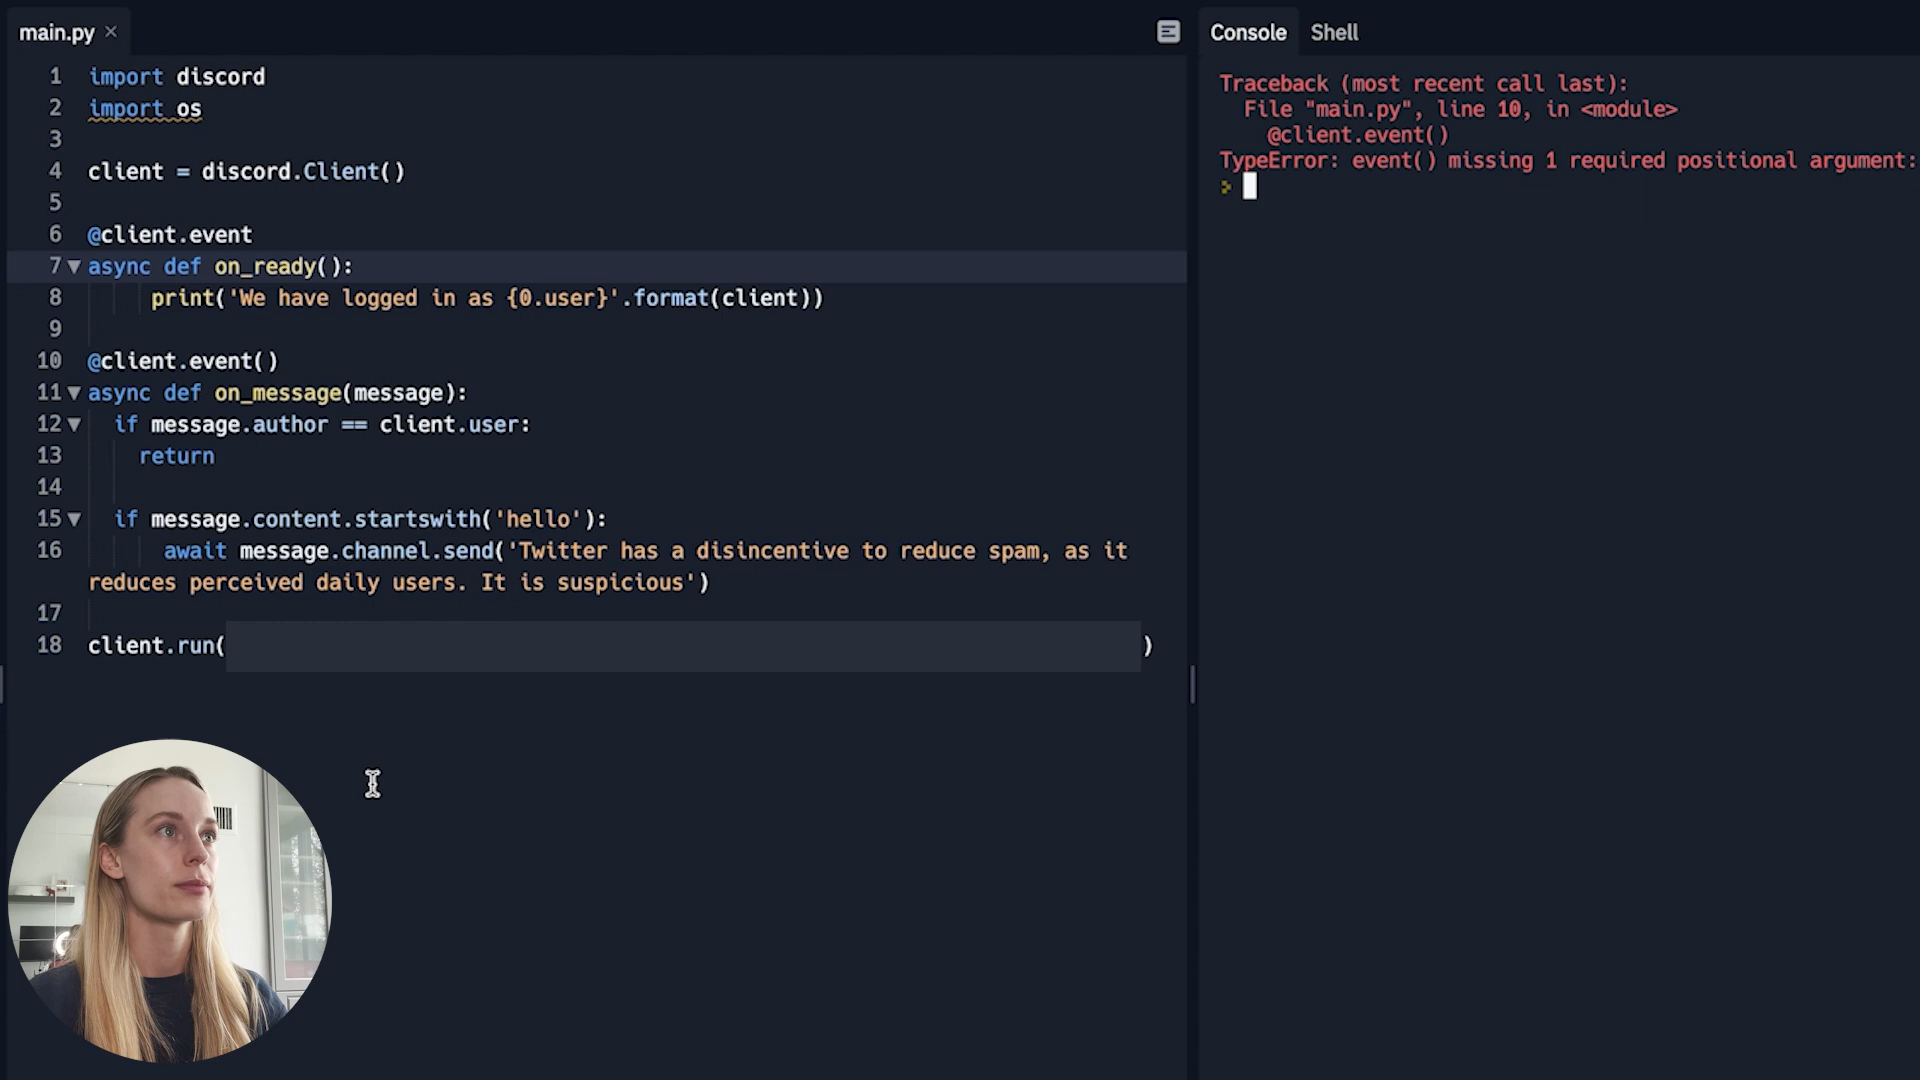 main.py
1 import discord
2 import os
3
4 client = discord.Client()
5
6 @client.event
7 async def on_ready():
8 print('We have logged in as {0.user}'.format(client))
9
10 @client.event()
11 async def on_message(message):
12 if message.author == client.user:
13 return
14
15 if message.content.startswith('hello'):
16 await message.channel.send('Twitter has a disincentive to reduce spam, as it
reduces perceived daily users. It is suspicious')
17
18 client.run( )
Console Shell
Traceback (most recent call last):
File "main.py", line 10, in <module>
@client.event()
TypeError: event() missing 1 required positional argument:
>